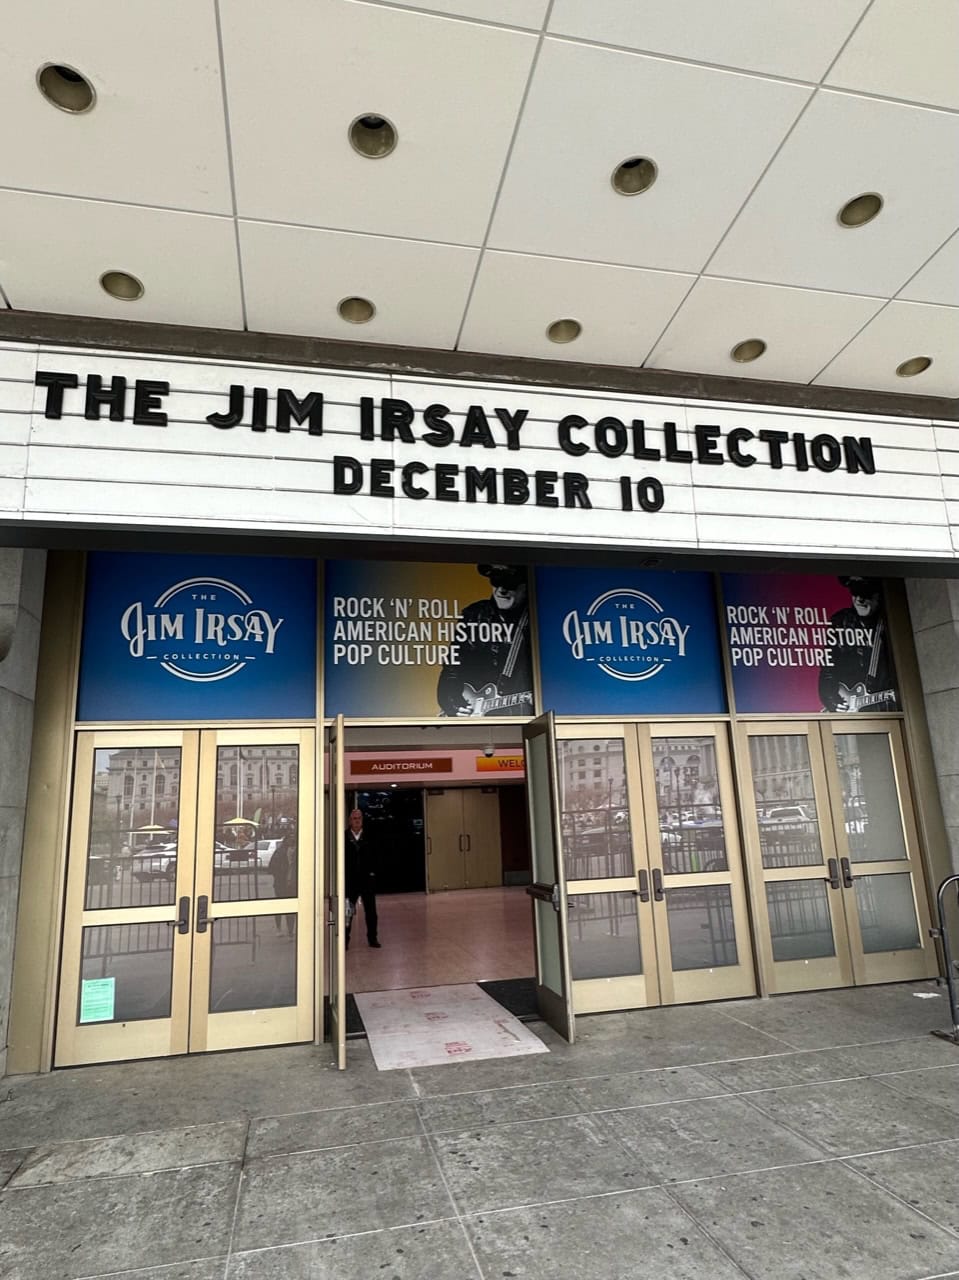 THE JIM IRSAY COLLECTION
DECEMBER 10
THE
JIM IRSAY
COLLECTION
ROCK 'N' ROLL
AMERICAN HISTORY
POP CULTURE
THE
JIM IRSAY
COLLECTION
ROCK 'N' ROLL
AMERICAN HISTORY
POP CULTURE
AUDITORIUM